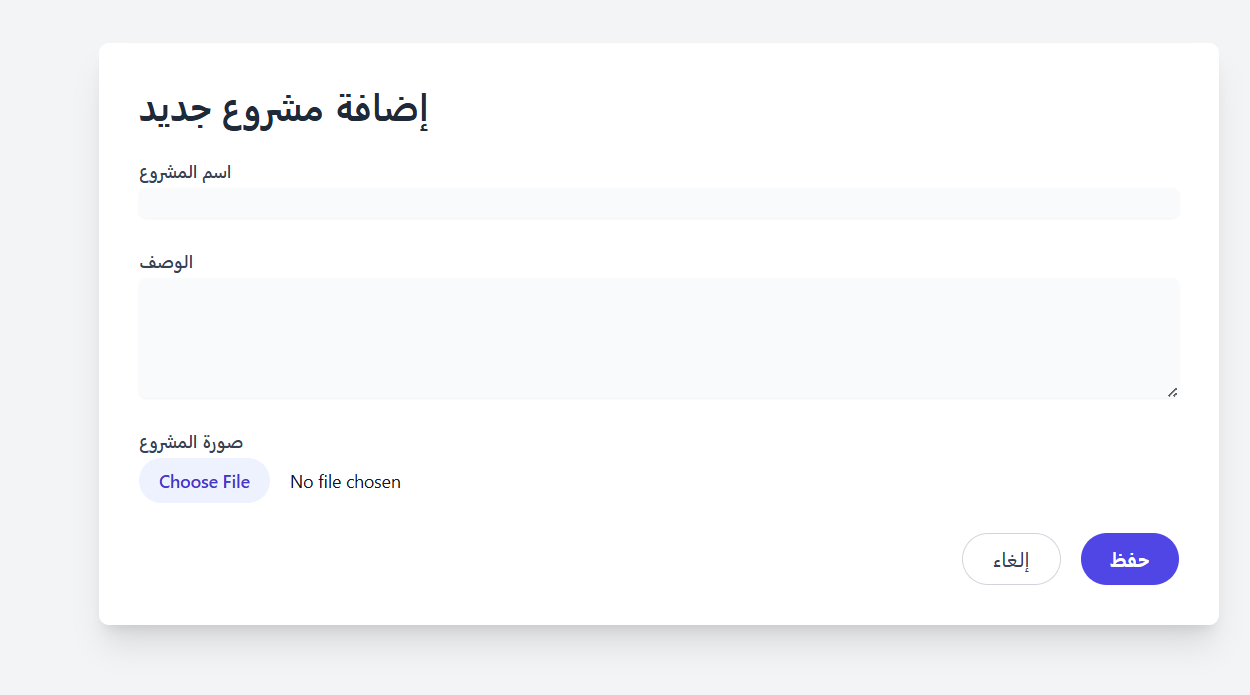 إضافة مشروع جديد
اسم المشروع
الوصف
صورة المشروع
Choose File No file chosen
إلغاء حفظ